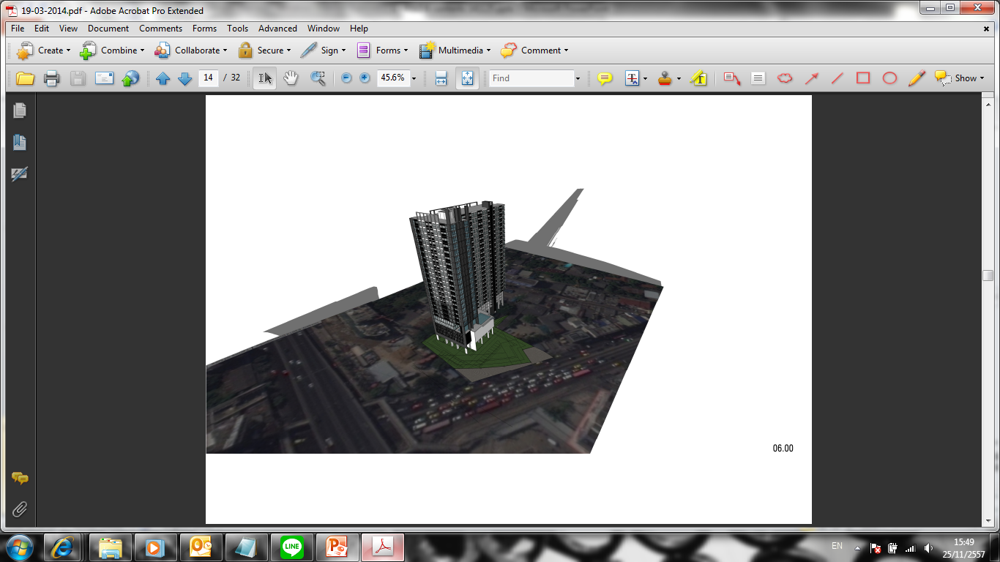 19-03-2014.pdf - Adobe Acrobat Pro Extended
File Edit View Document Comments Forms Tools Advanced Window Help
Create Combine Collaborate Secure Sign Forms Multimedia Comment
14 / 32 45.6% Find Show
06.00
LINE
EN 15:49
25/11/2557